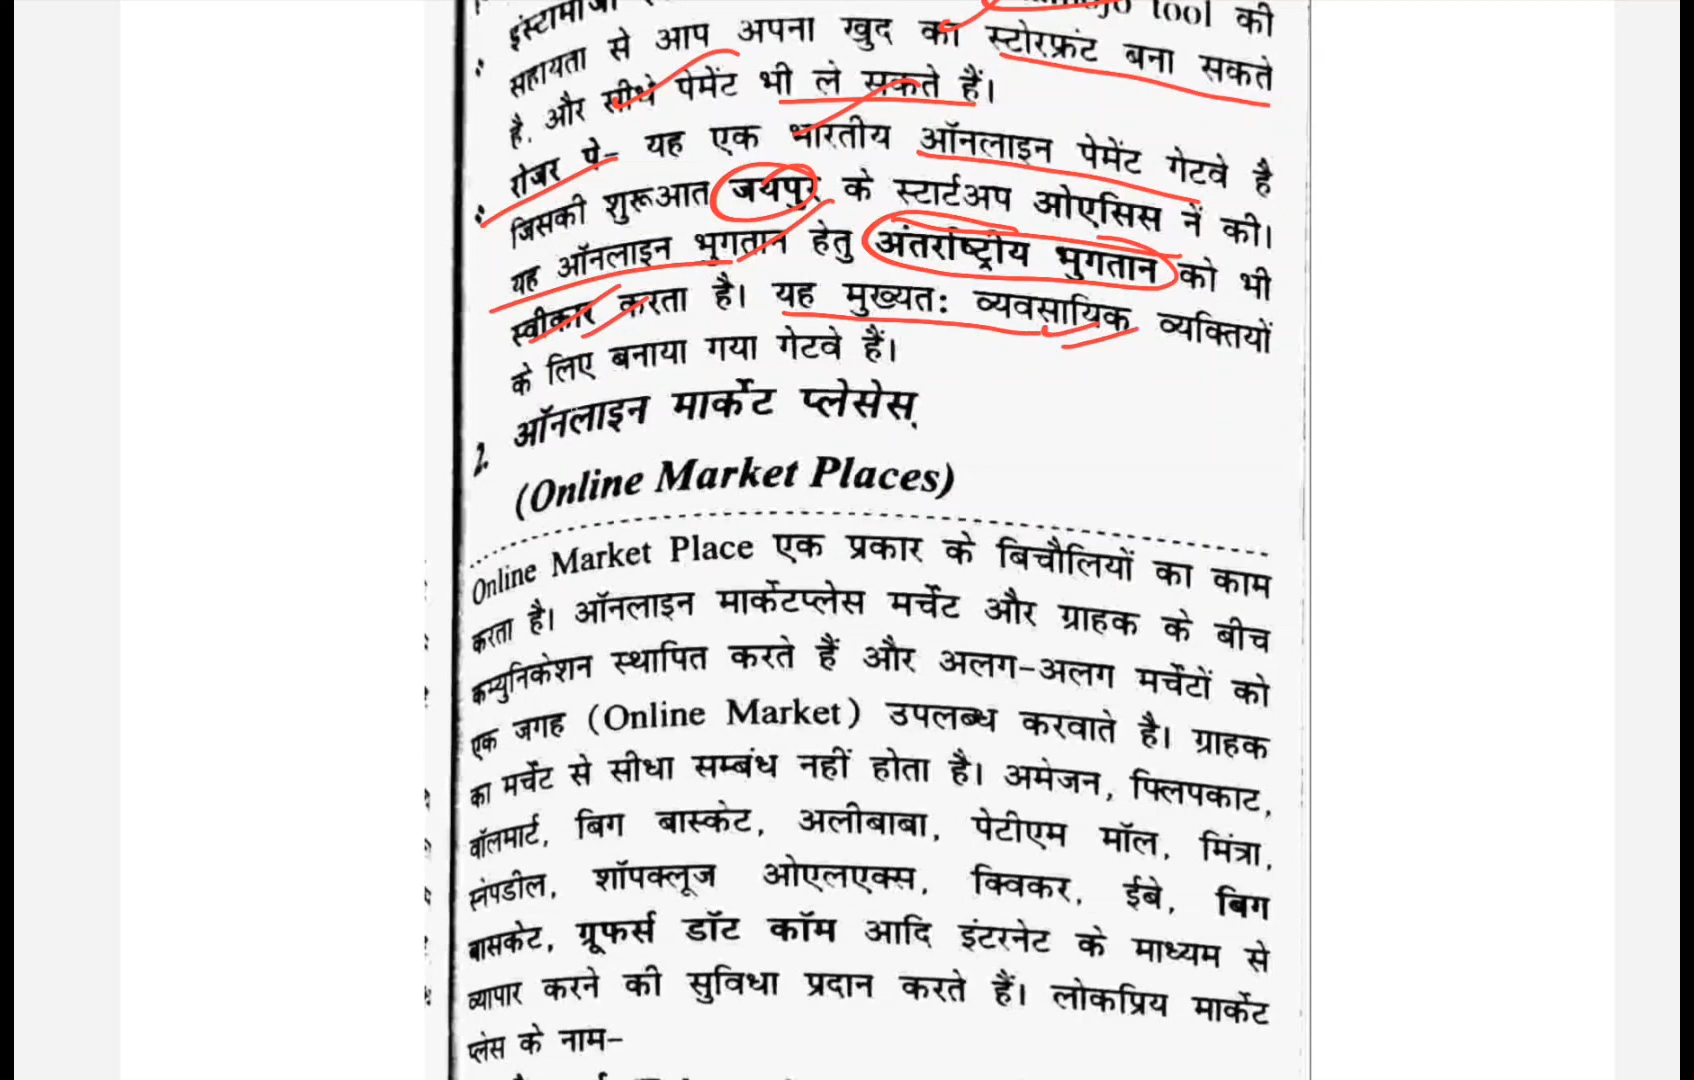 tool की
सहायता से आप अपना खुद का स्टोरफ्रंट बना सकते
है. और सीधे पेमेंट भी ले सकते हैं।
रोजर पे- यह एक भारतीय ऑनलाइन पेमेंट गेटवे है
जिसकी शुरूआत जयपुर के स्टार्टअप ओएसिस नें की।
यह ऑनलाइन भुगतान हेतु अंतर्राष्ट्रीय भुगतान को भी
स्वीकार करता है। यह मुख्यत: व्यवसायिक व्यक्तियों
के लिए बनाया गया गेटवे हैं।
2. ऑनलाइन मार्केट प्लेसेस्
(Online Market Places)
Online Market Place एक प्रकार के बिचौलियों का काम
करता है। ऑनलाइन मार्केटप्लेस मर्चेंट और ग्राहक के बीच
कम्युनिकेशन स्थापित करते हैं और अलग-अलग मर्चेंटों को
एक जगह (Online Market) उपलब्ध करवाते है। ग्राहक
का मर्चेंट से सीधा सम्बंध नहीं होता है। अमेजन, फ्लिपकाट,
वॉलमार्ट, बिग बास्केट, अलीबाबा, पेटीएम मॉल, मिंत्रा,
स्नेपडील, शॉपक्लूज ओएलएक्स, क्विकर, ईबे, बिग
बासकेट, ग्रूफर्स डॉट कॉम आदि इंटरनेट के माध्यम से
व्यापार करने की सुविधा प्रदान करते हैं। लोकप्रिय मार्केट
प्लेस के नाम-